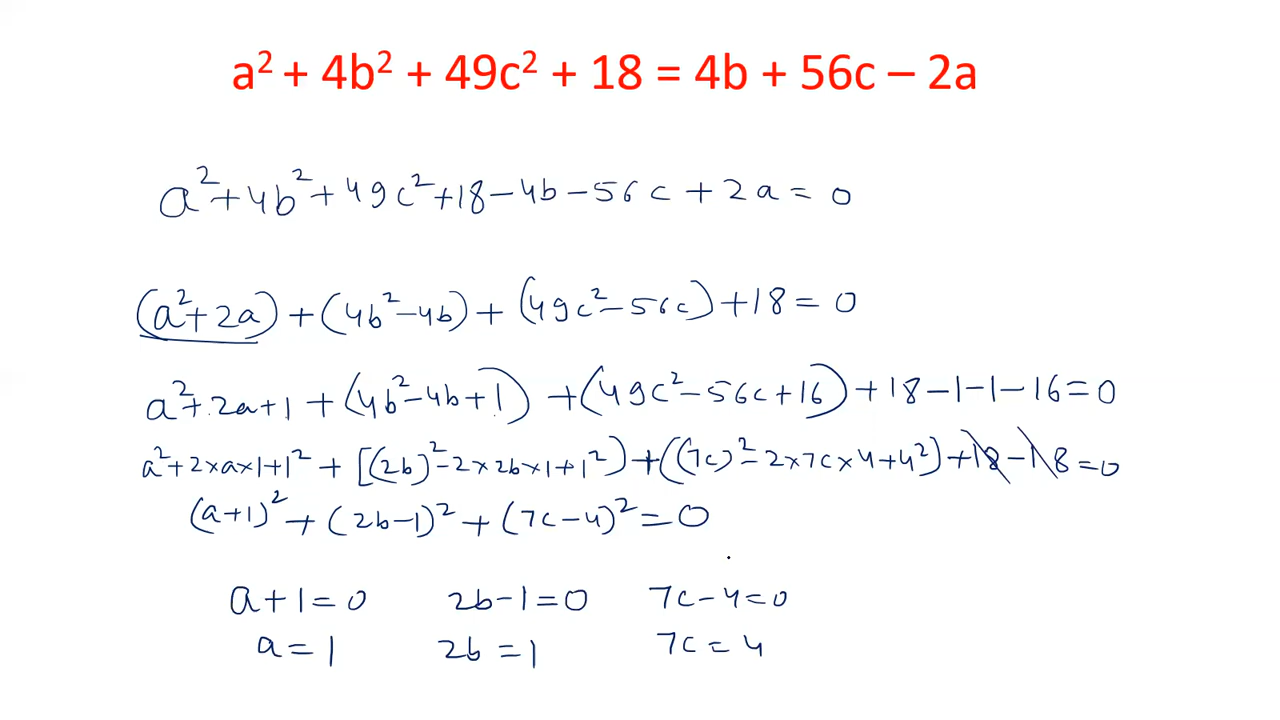 a² + 4b² + 49c² + 18 = 4b + 56c – 2a
a²+4b²+49c²+18-4b-56c+2a=0
(a²+2a)+(4b²-4b)+(49c²-56c)+18=0
a²+2a+1+(4b²-4b+1)+(49c²-56c+16)+18-1-1-16=0
a²+2×a×1+1²+[(2b)²-2×2b×1+1²)+((7c)²-2×7c×4+4²)+18-18=0
(a+1)²+(2b-1)²+(7c-4)²=0
a+1=0 2b-1=0 7c-4=0
a=1 2b=1 7c=4